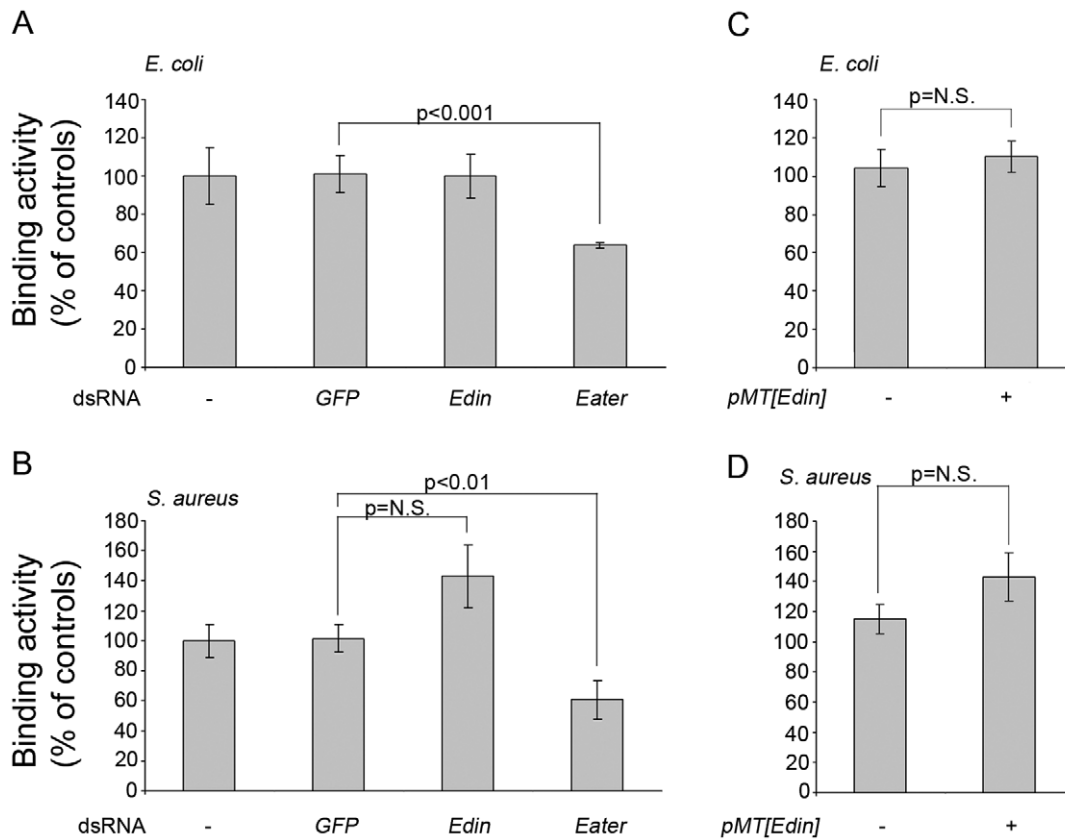 A
E. coli
Binding activity
(% of controls)
140
120
100
80
60
40
20
0
p<0.001
dsRNA - GFP Edin Eater
C
E. coli
140
120
100
80
60
40
20
0
p=N.S.
pMT[Edin] - +
B
S. aureus
Binding activity
(% of controls)
180
160
140
120
100
80
60
40
20
0
p<0.01
p=N.S.
dsRNA - GFP Edin Eater
D
S. aureus
180
160
140
120
100
80
60
40
20
0
p=N.S.
pMT[Edin] - +